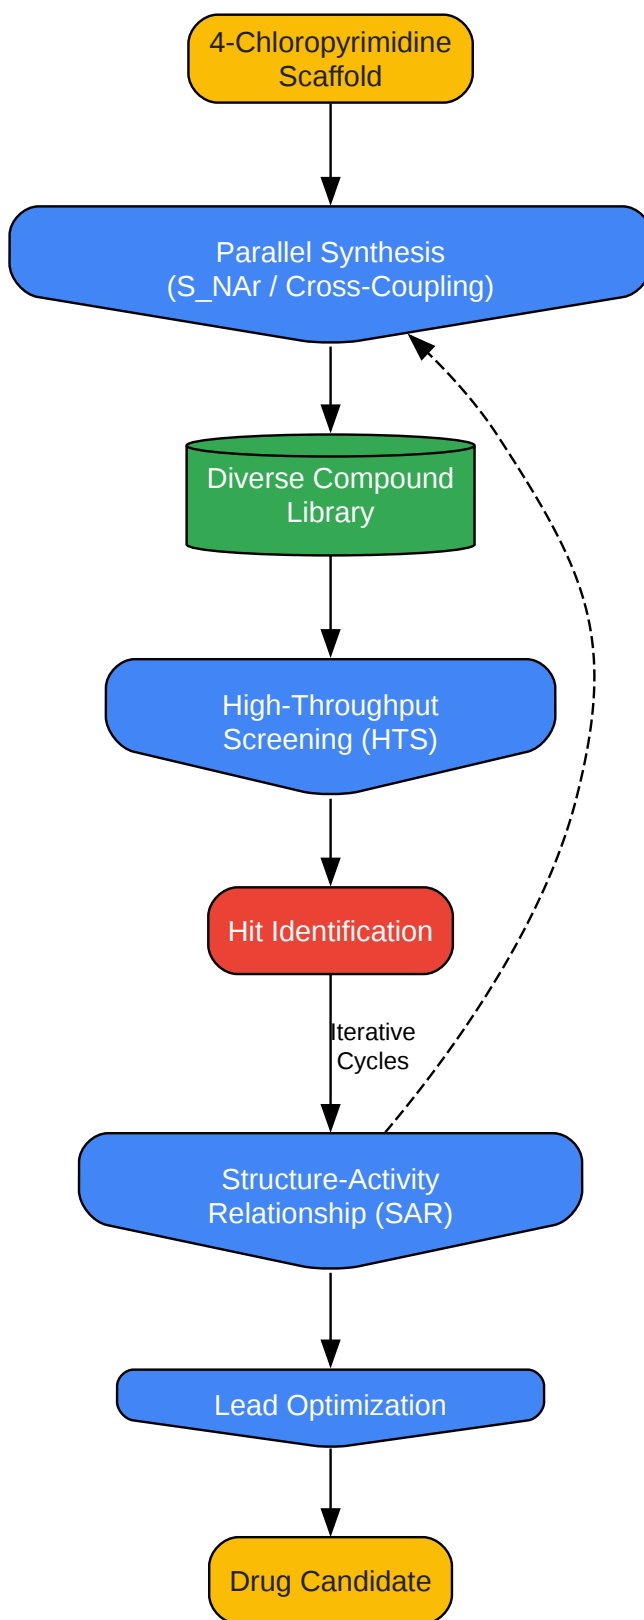 4-Chloropyrimidine
Scaffold
Parallel Synthesis
(S_NAr / Cross-Coupling)
Diverse Compound
Library
High-Throughput
Screening (HTS)
Hit Identification
Iterative
Cycles
Structure-Activity
Relationship (SAR)
Lead Optimization
Drug Candidate